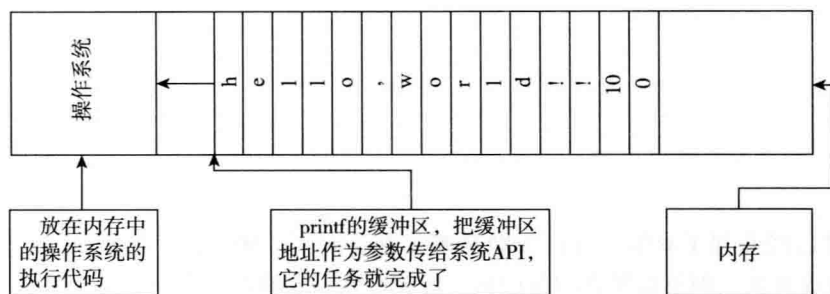 操作系统
h e l l o , w o r l d ! ! 10 0
放在内存中
的操作系统的
执行代码
printf的缓冲区，把缓冲区
地址作为参数传给系统API，
它的任务就完成了
内存